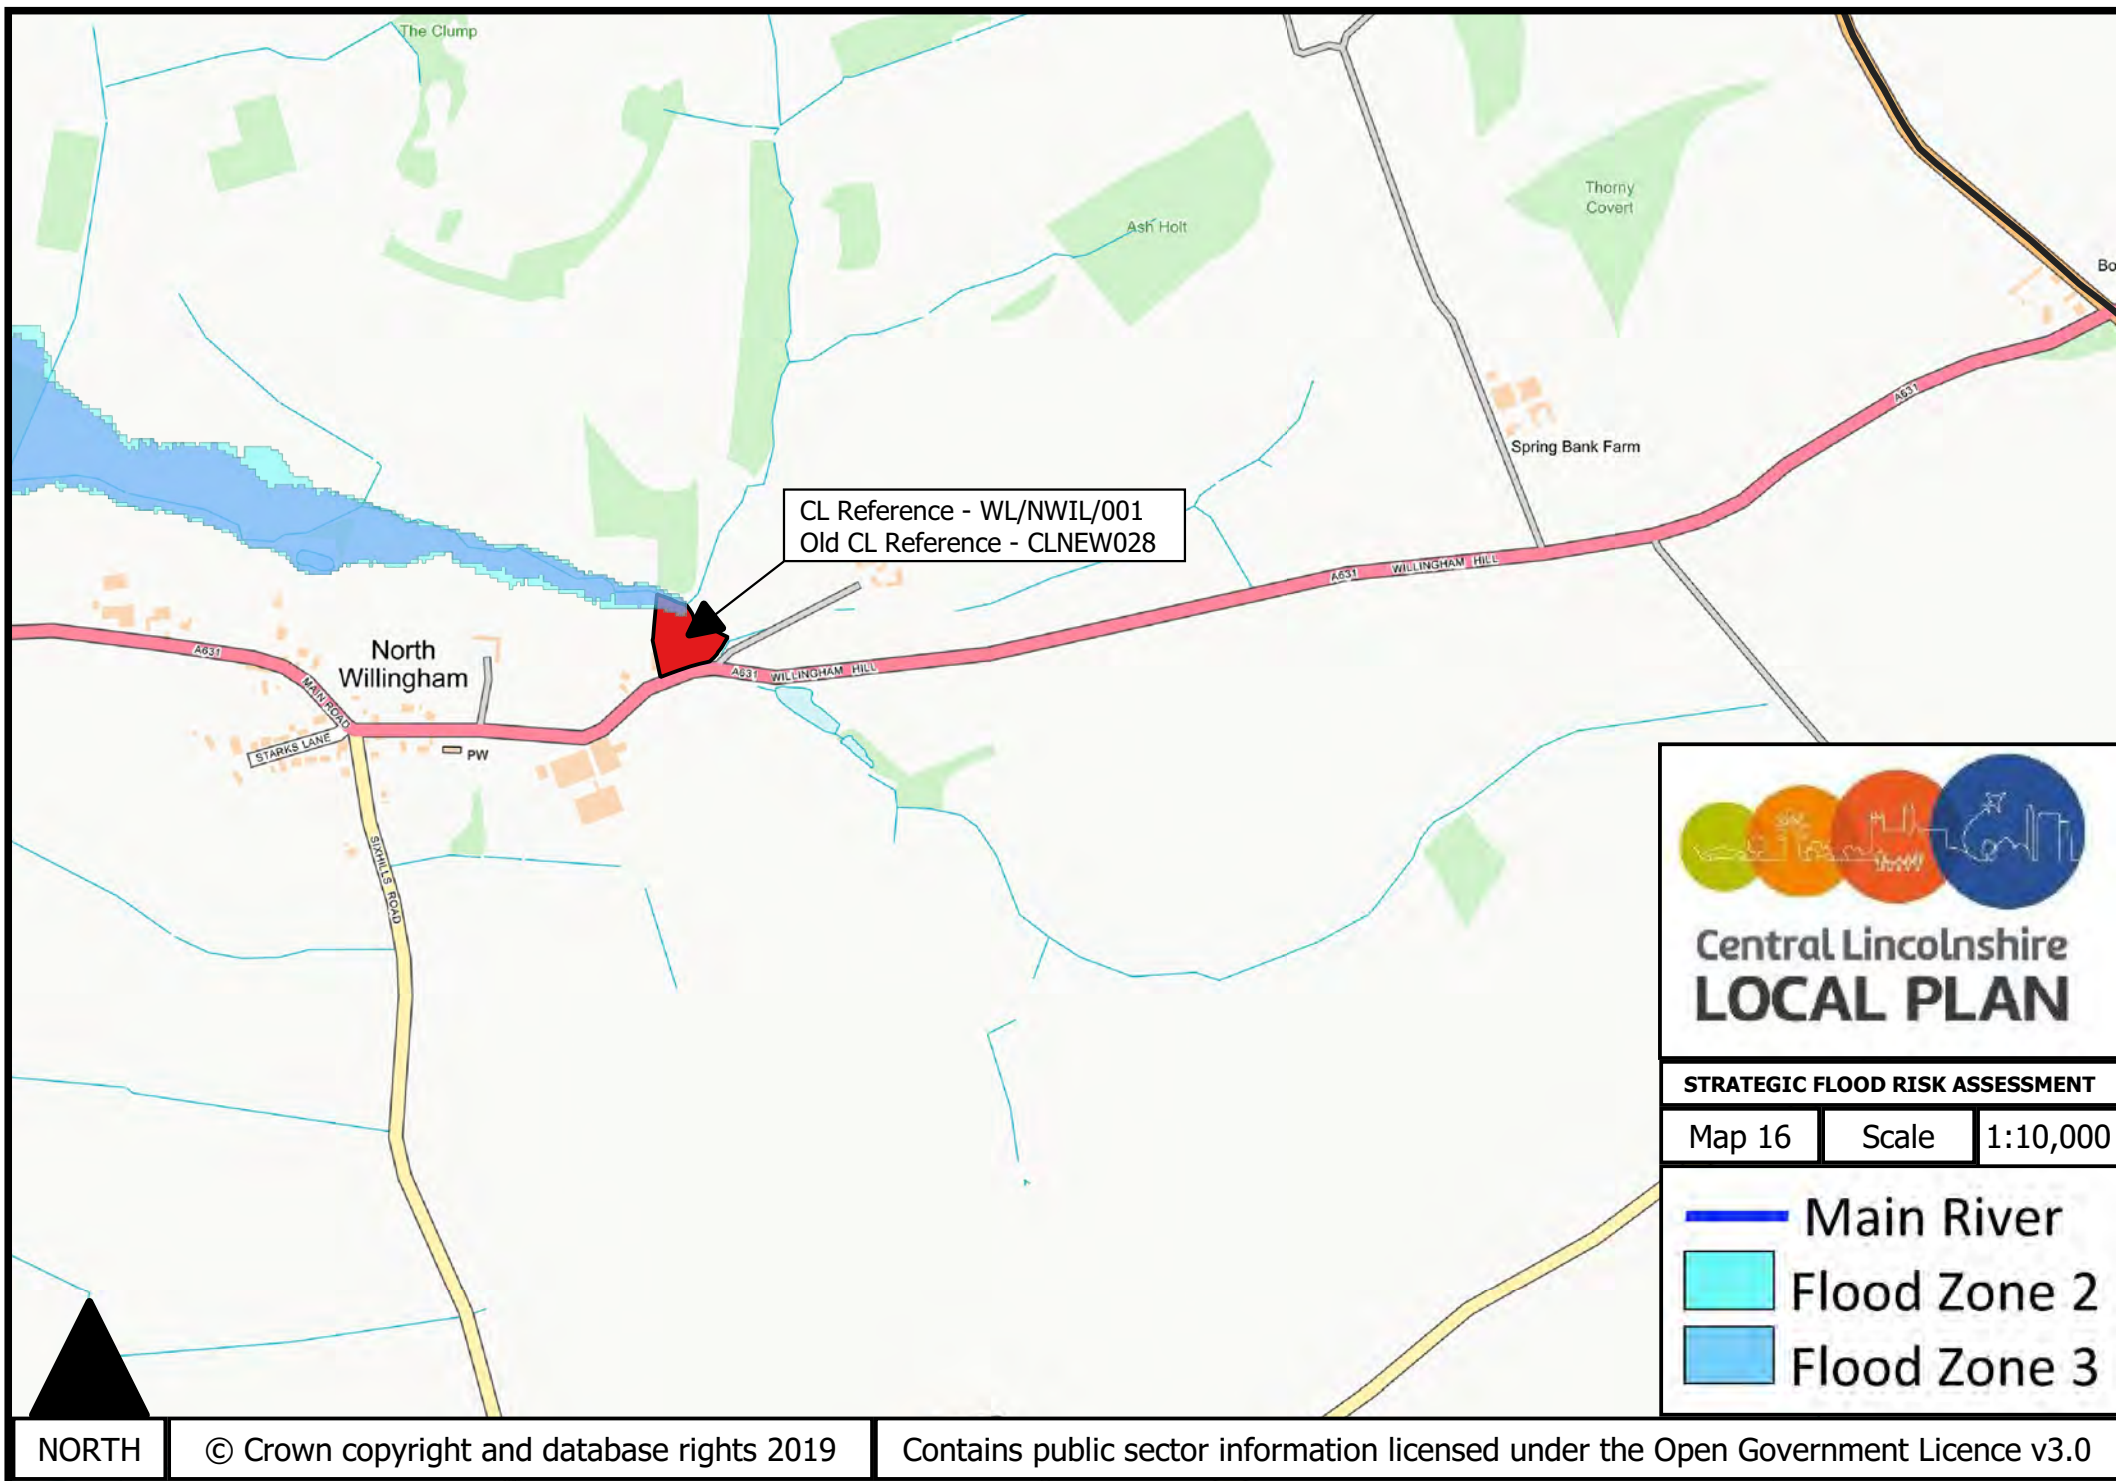 The Clump
Thorny
Covert
Ash Holt
Bo
A631
Spring Bank Farm
CL Reference - WL/NWIL/001
Old CL Reference - CLNEW028
A631 WILLINGHAM HILL
North
Willingham
A631
MAIN ROAD
A631 WILLINGHAM HILL
STARKS LANE
PW
SIXHILLS ROAD
Central Lincolnshire
LOCAL PLAN
STRATEGIC FLOOD RISK ASSESSMENT
Map 16 Scale 1:10,000
Main River
Flood Zone 2
Flood Zone 3
NORTH © Crown copyright and database rights 2019 Contains public sector information licensed under the Open Government Licence v3.0